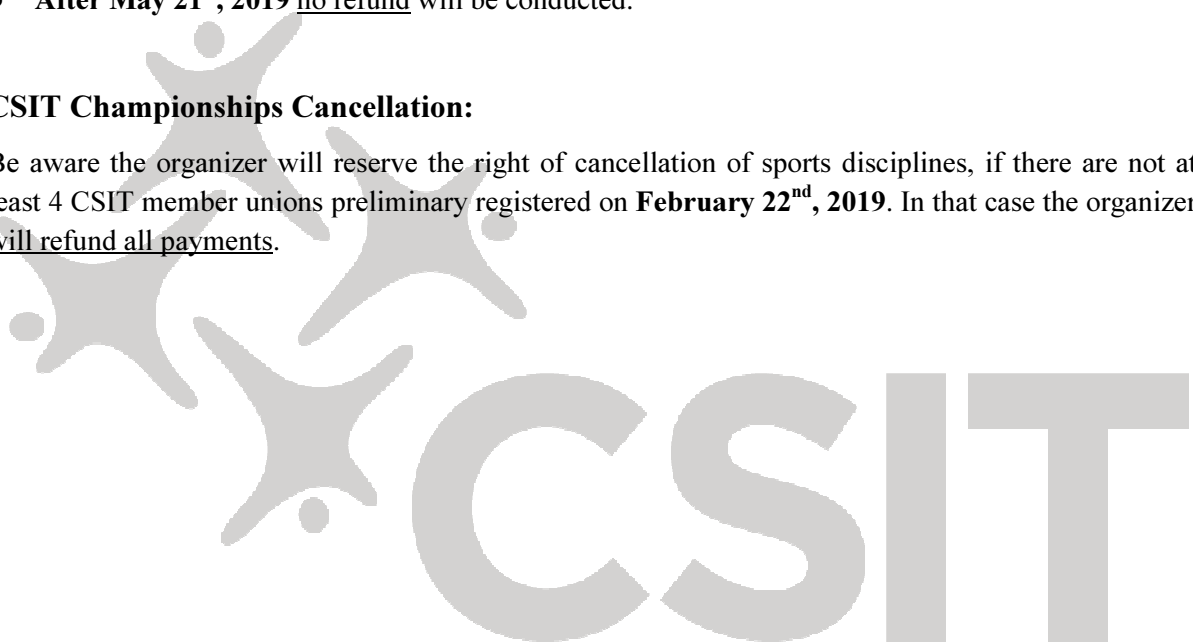 After May 21st, 2019 no refund will be conducted.
CSIT Championships Cancellation:
Be aware the organizer will reserve the right of cancellation of sports disciplines, if there are not at
least 4 CSIT member unions preliminary registered on February 22nd, 2019. In that case the organizer
will refund all payments.
CSIT